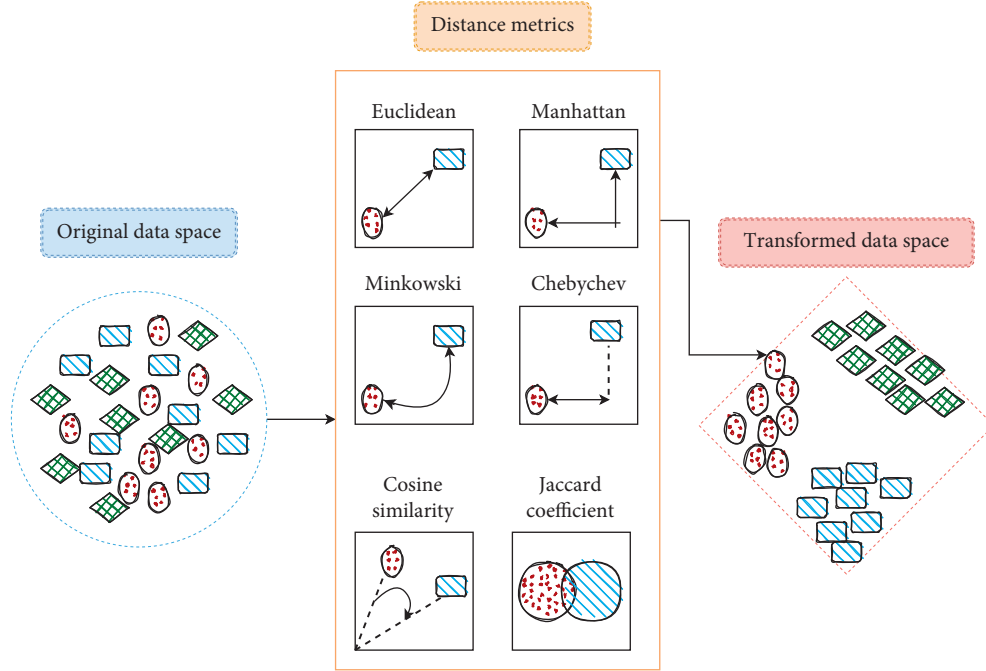 Distance metrics
Original data space
Euclidean
Manhattan
Minkowski
Chebychev
Cosine
similarity
Jaccard
coefficient
Transformed data space